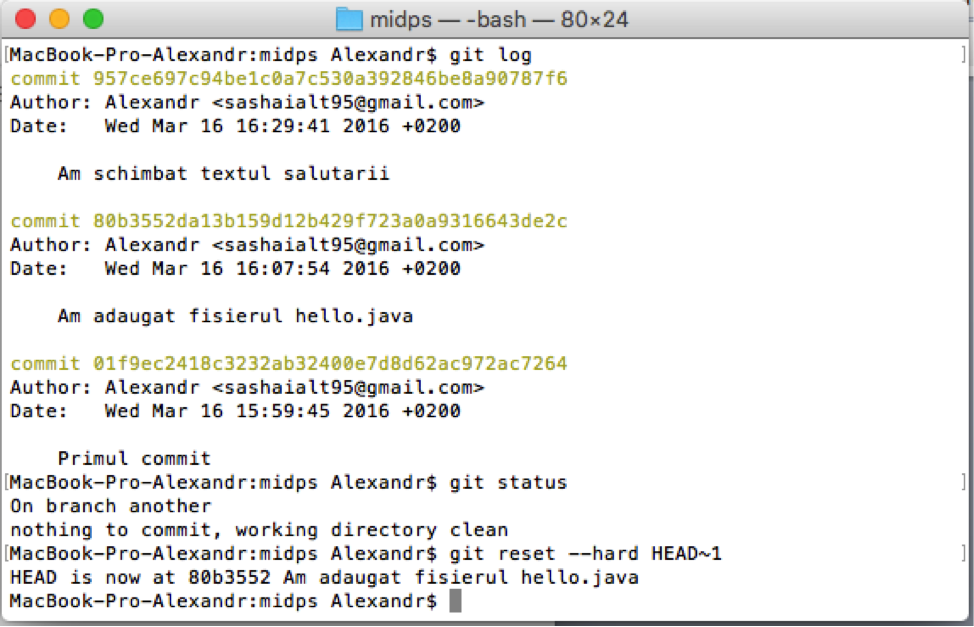 midps — -bash — 80×24
[MacBook-Pro-Alexandr:midps Alexandr$ git log ]
commit 957ce697c94be1c0a7c530a392846be8a90787f6
Author: Alexandr <sashaialt95@gmail.com>
Date:   Wed Mar 16 16:29:41 2016 +0200
    Am schimbat textul salutarii
commit 80b3552da13b159d12b429f723a0a9316643de2c
Author: Alexandr <sashaialt95@gmail.com>
Date:   Wed Mar 16 16:07:54 2016 +0200
    Am adaugat fisierul hello.java
commit 01f9ec2418c3232ab32400e7d8d62ac972ac7264
Author: Alexandr <sashaialt95@gmail.com>
Date:   Wed Mar 16 15:59:45 2016 +0200
    Primul commit
[MacBook-Pro-Alexandr:midps Alexandr$ git status ]
On branch another
nothing to commit, working directory clean
[MacBook-Pro-Alexandr:midps Alexandr$ git reset --hard HEAD~1 ]
HEAD is now at 80b3552 Am adaugat fisierul hello.java
MacBook-Pro-Alexandr:midps Alexandr$